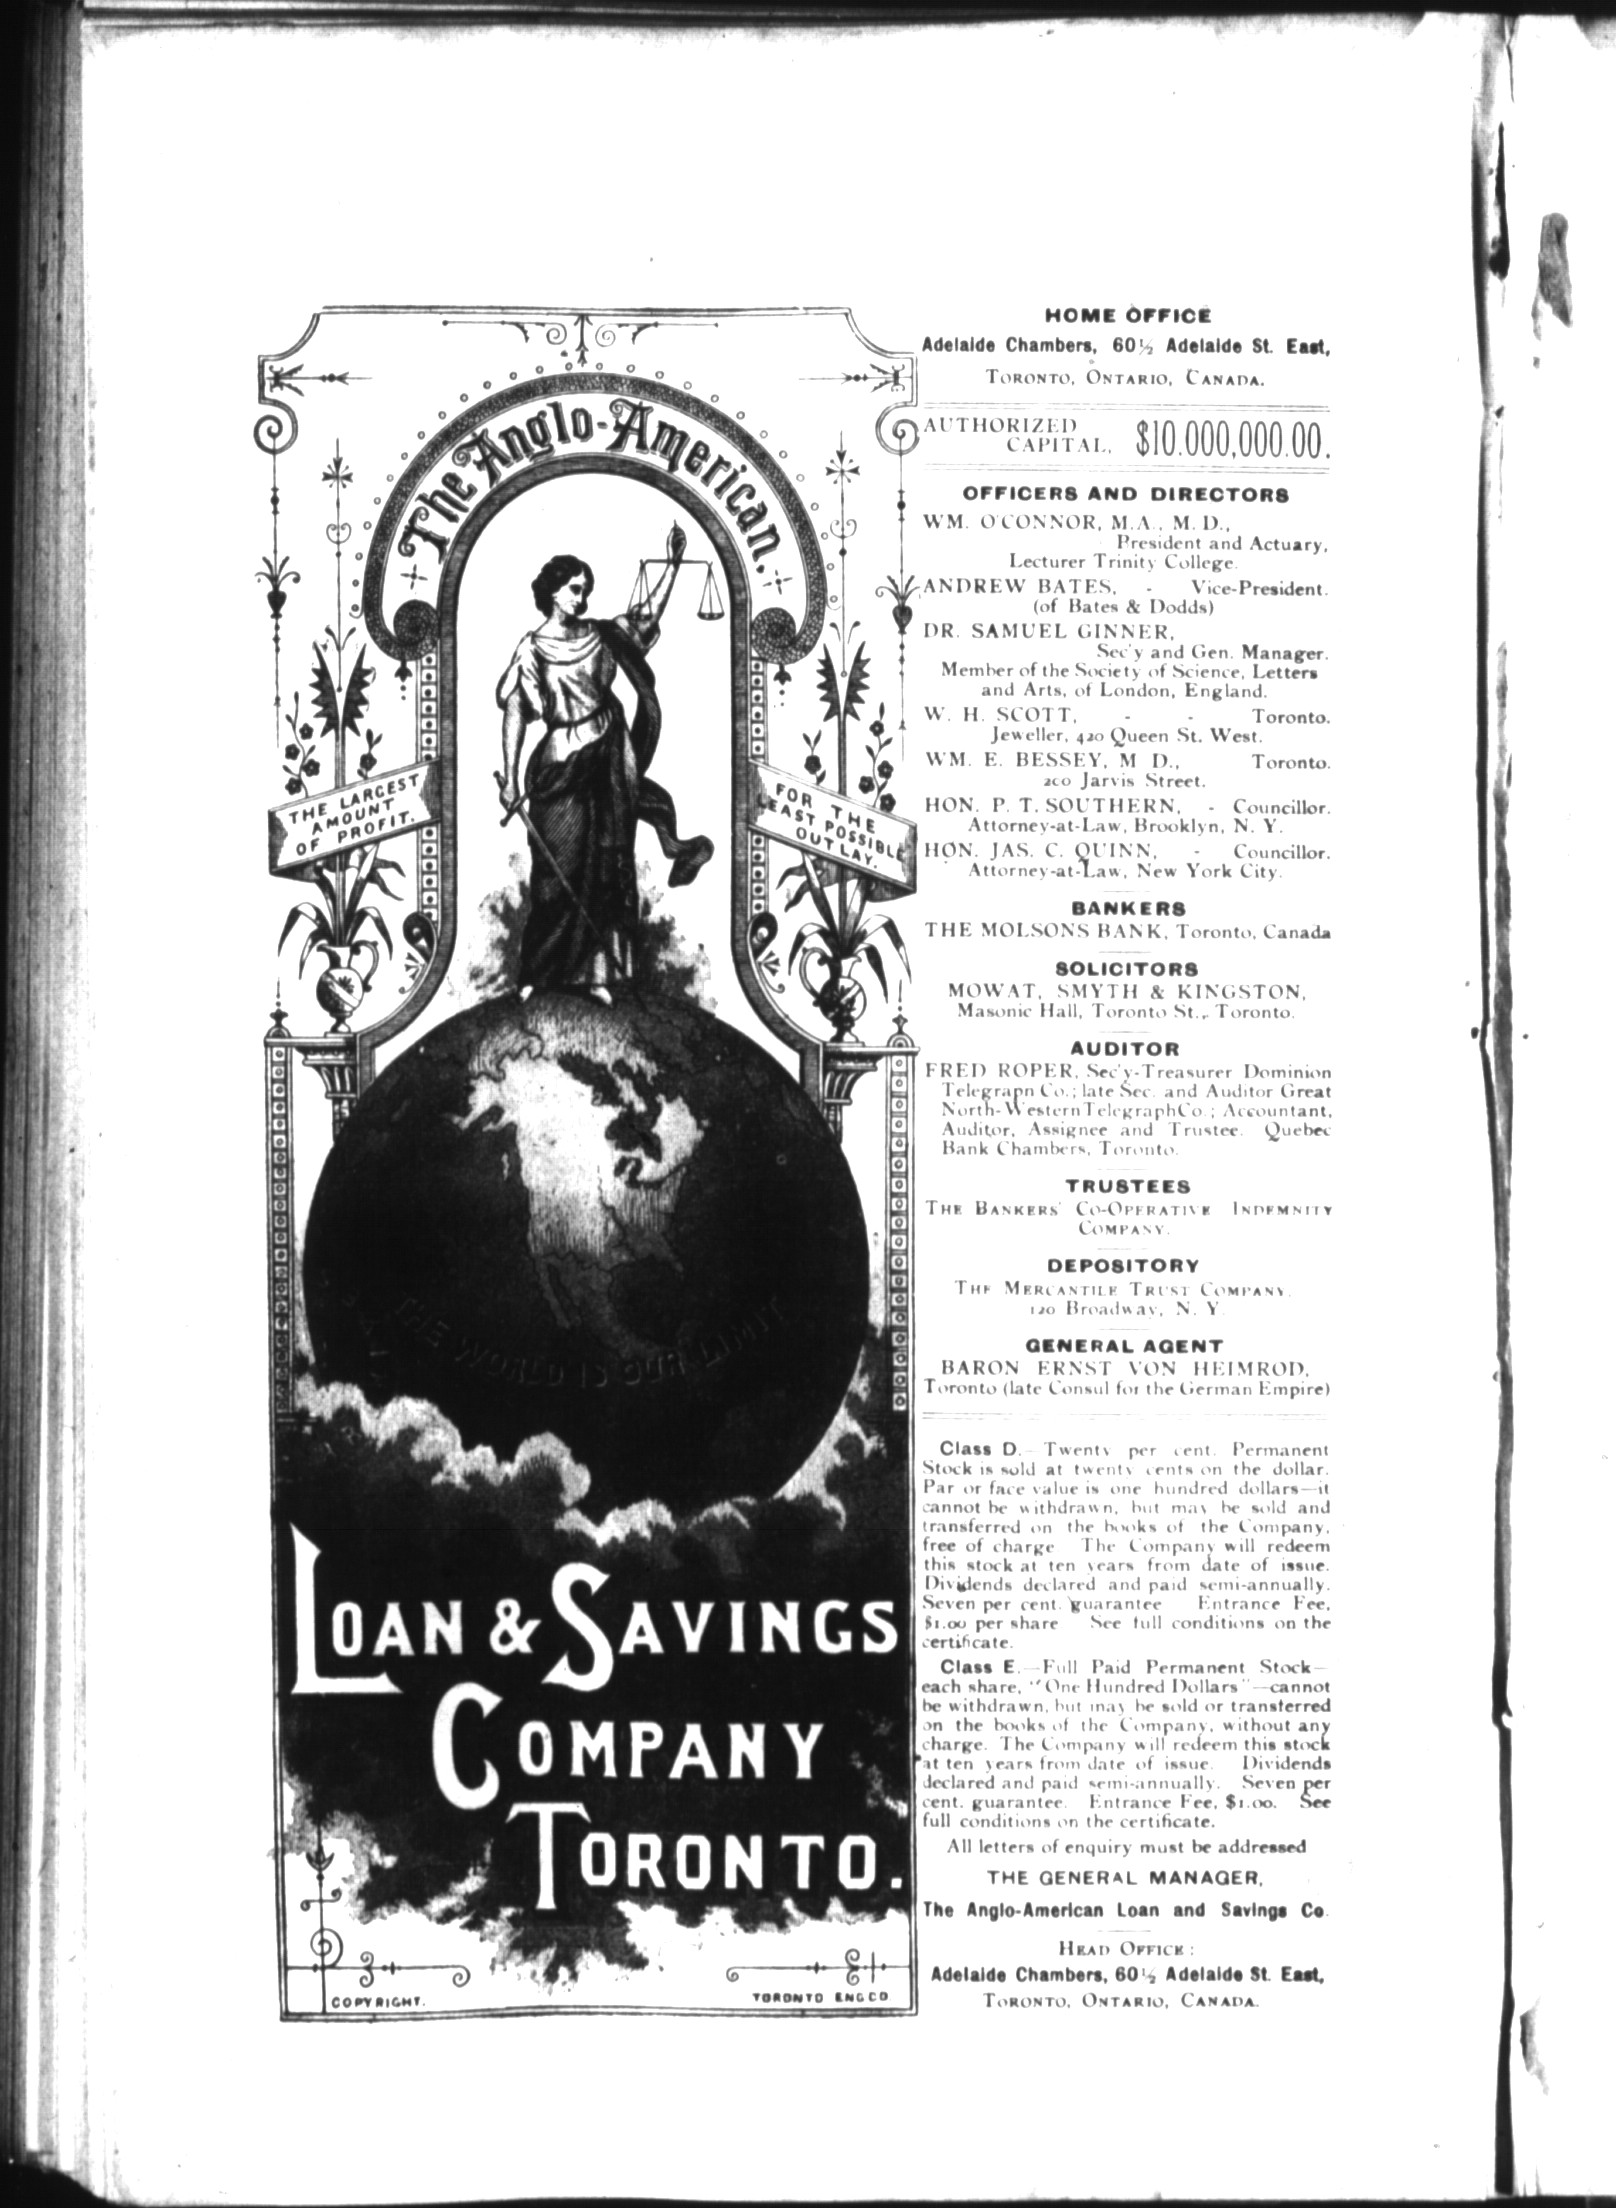 The Anglo-American.
THE LARGEST
AMOUNT
OF PROFIT.
FOR THE
LEAST POSSIBLE
OUTLAY.
THE WORLD IS OUR LIMIT
LOAN & SAVINGS
COMPANY
TORONTO.
COPYRIGHT.
TORONTO ENG CO
HOME OFFICE
Adelaide Chambers, 60½ Adelaide St. East,
TORONTO, ONTARIO, CANADA.
AUTHORIZED
CAPITAL, $10.000,000.00.
OFFICERS AND DIRECTORS
WM. O'CONNOR, M.A., M. D.,
President and Actuary,
Lecturer Trinity College.
ANDREW BATES, - Vice-President.
(of Bates & Dodds)
DR. SAMUEL GINNER,
Sec'y and Gen. Manager.
Member of the Society of Science, Letters
and Arts, of London, England.
W. H. SCOTT, - - Toronto.
Jeweller, 420 Queen St. West.
WM. E. BESSEY, M D., Toronto.
200 Jarvis Street.
HON. P. T. SOUTHERN, - Councillor.
Attorney-at-Law, Brooklyn, N. Y.
HON. JAS. C. QUINN, - Councillor.
Attorney-at-Law, New York City.
BANKERS
THE MOLSONS BANK, Toronto, Canada
SOLICITORS
MOWAT, SMYTH & KINGSTON,
Masonic Hall, Toronto St., Toronto.
AUDITOR
FRED ROPER, Sec'y-Treasurer Dominion
Telegrapn Co.; late Sec. and Auditor Great
North-Western Telegraph Co.; Accountant,
Auditor, Assignee and Trustee. Quebec
Bank Chambers, Toronto.
TRUSTEES
THE BANKERS' CO-OPERATIVE INDEMNITY
COMPANY.
DEPOSITORY
THE MERCANTILE TRUST COMPANY.
120 Broadway, N. Y.
GENERAL AGENT
BARON ERNST VON HEIMROD,
Toronto (late Consul for the German Empire)
Class D.—Twenty per cent. Permanent
Stock is sold at twenty cents on the dollar.
Par or face value is one hundred dollars—it
cannot be withdrawn, but may be sold and
transferred on the books of the Company,
free of charge The Company will redeem
this stock at ten years from date of issue.
Dividends declared and paid semi-annually.
Seven per cent. guarantee Entrance Fee,
$1.00 per share See full conditions on the
certificate.
Class E.—Full Paid Permanent Stock—
each share, "One Hundred Dollars"—cannot
be withdrawn, but may be sold or transferred
on the books of the Company, without any
charge. The Company will redeem this stock
at ten years from date of issue. Dividends
declared and paid semi-annually. Seven per
cent. guarantee. Entrance Fee, $1.00. See
full conditions on the certificate.
All letters of enquiry must be addressed
THE GENERAL MANAGER,
The Anglo-American Loan and Savings Co.
HEAD OFFICE:
Adelaide Chambers, 60½ Adelaide St. East,
TORONTO, ONTARIO, CANADA.